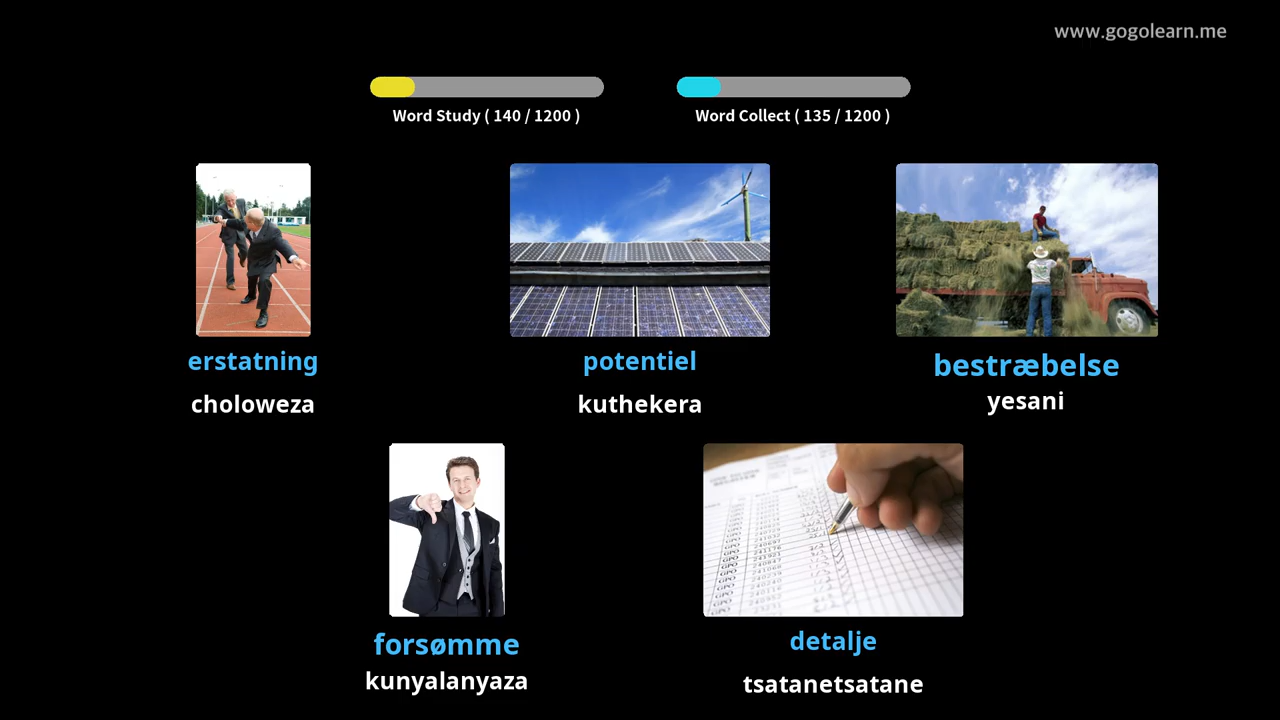 www.gogolearn.me
Word Study ( 140 / 1200 )
Word Collect ( 135 / 1200 )
erstatning
choloweza
potentiel
kuthekera
bestræbelse
yesani
forsømme
kunyalanyaza
detalje
tsatanetsatane